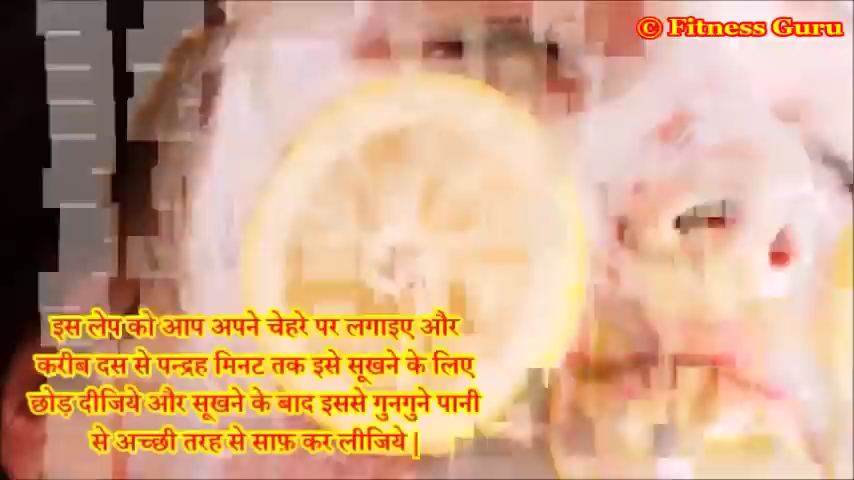 © Fitness Guru
इस लेप को आप अपने चेहरे पर लगाइए और
करीब दस से पन्द्रह मिनट तक इसे सूखने के लिए
छोड़ दीजिये और सूखने के बाद इससे गुनगुने पानी
से अच्छी तरह से साफ़ कर लीजिये |